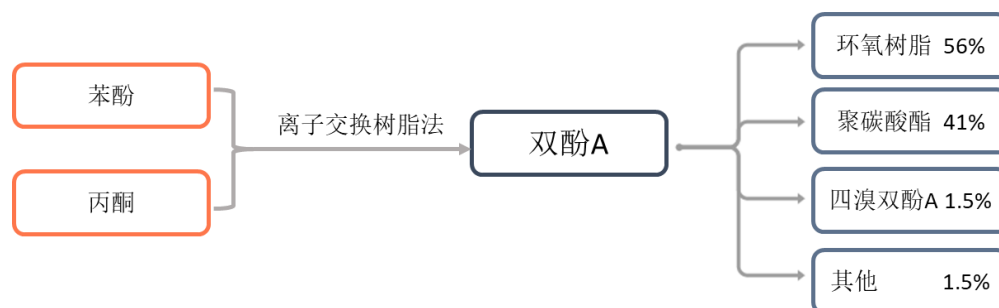 苯酚
丙酮
离子交换树脂法
双酚A
环氧树脂 56%
聚碳酸酯 41%
四溴双酚A 1.5%
其他 1.5%